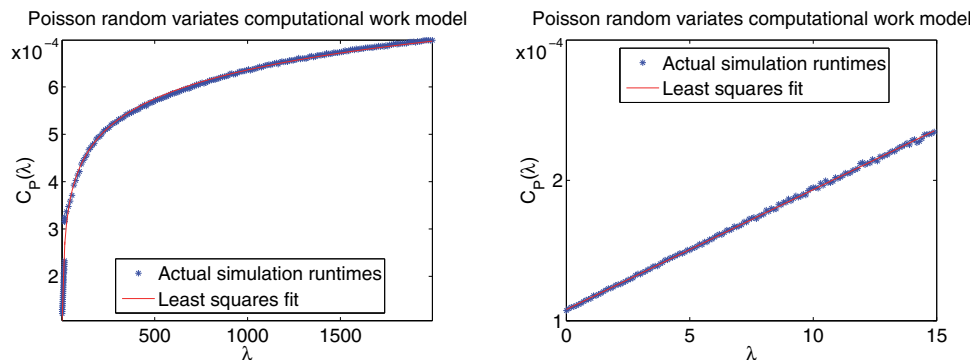 Poisson random variates computational work model
x10⁻⁴
6
5
4
3
2
C_P(λ)
500
1000
1500
λ
Actual simulation runtimes
Least squares fit
Poisson random variates computational work model
x10⁻⁴
2
1
C_P(λ)
0
5
10
15
λ
Actual simulation runtimes
Least squares fit